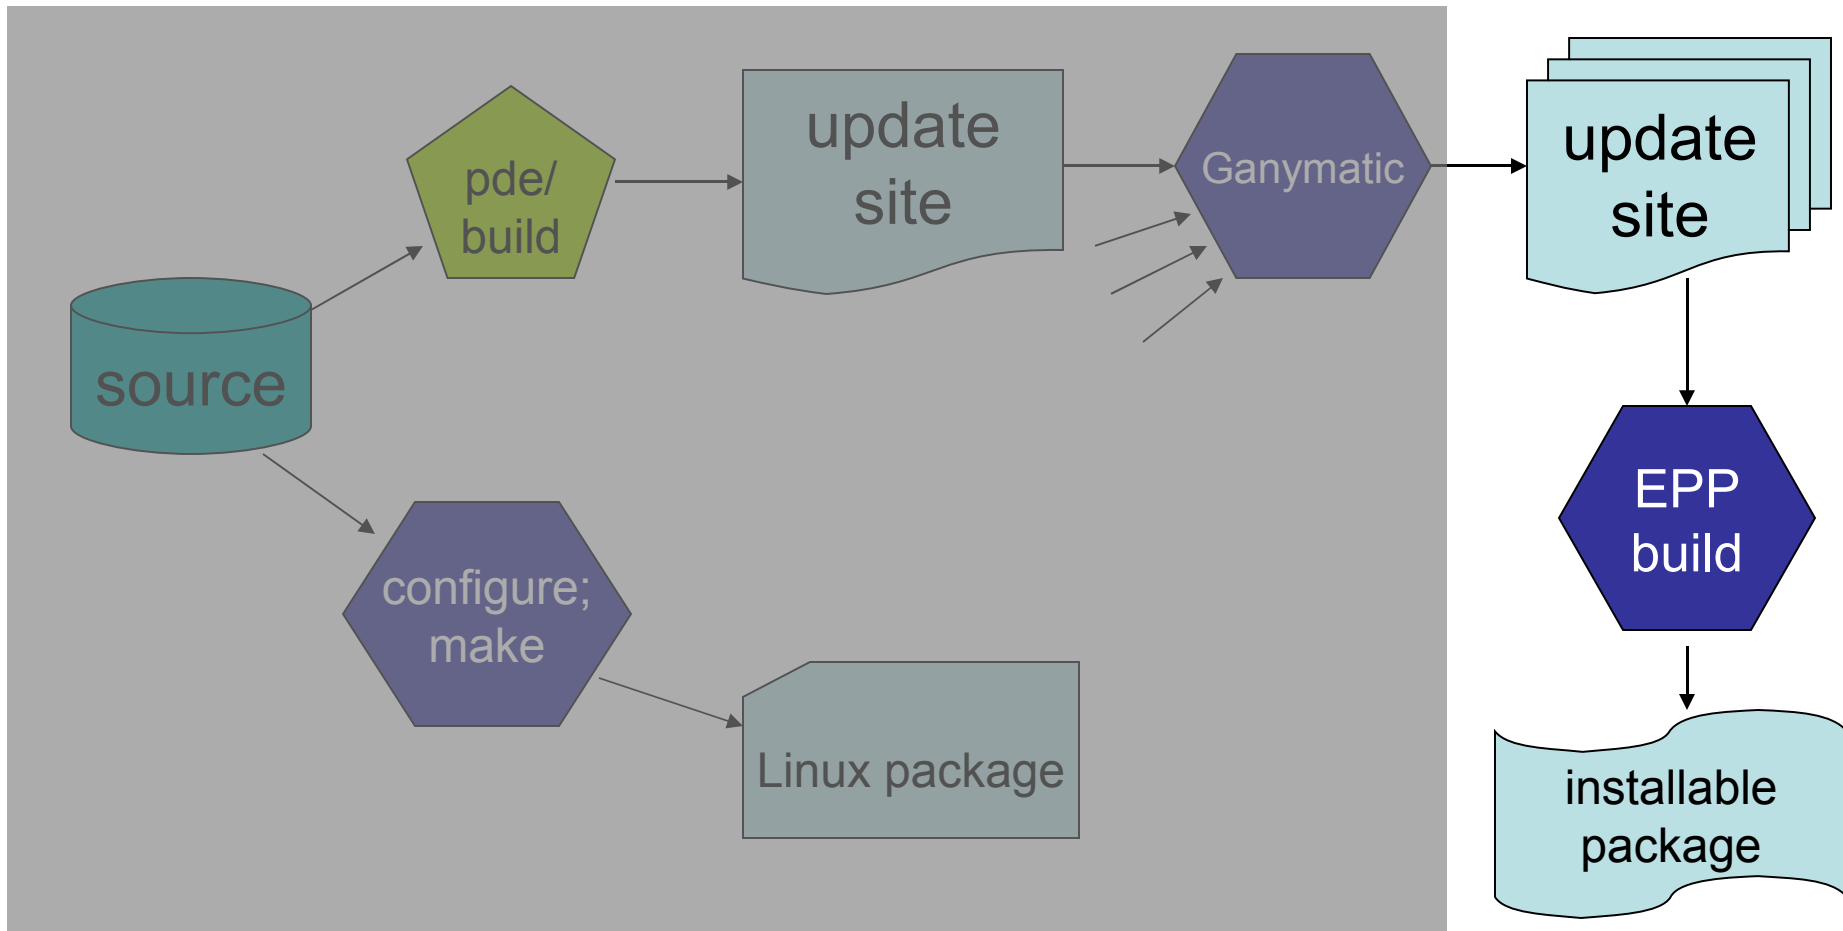 pde/
build
update
site
Ganymatic
update
site
source
configure;
make
Linux package
EPP
build
installable
package